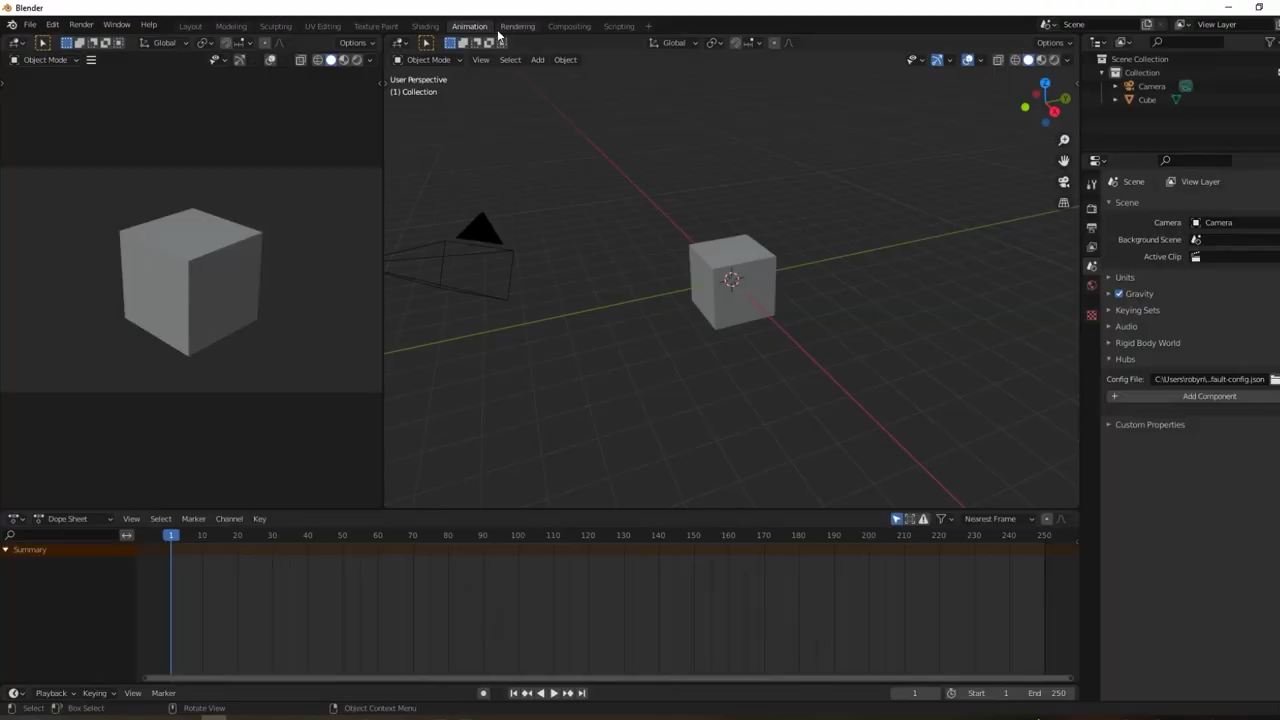 Blender
File Edit Render Window Help Layout Modeling Sculpting UV Editing Texture Paint Shading Animation Rendering Compositing Scripting + Scene View Layer
Global Options Global Options
Object Mode Object Mode View Select Add Object
User Perspective
(1) Collection
Z
Y
X
Scene Collection
Collection
Camera
Cube
Scene View Layer
Scene
Camera Camera
Background Scene
Active Clip
Units
Gravity
Keying Sets
Audio
Rigid Body World
Hubs
Config File: C:\Users\robyn\...fault-config.json
+ Add Component
Custom Properties
Dope Sheet View Select Marker Channel Key Nearest Frame
1 10 20 30 40 50 60 70 80 90 100 110 120 130 140 150 160 170 180 190 200 210 220 230 240 250
Summary
Playback Keying View Marker 1 Start 1 End 250
Select Box Select Rotate View Object Context Menu